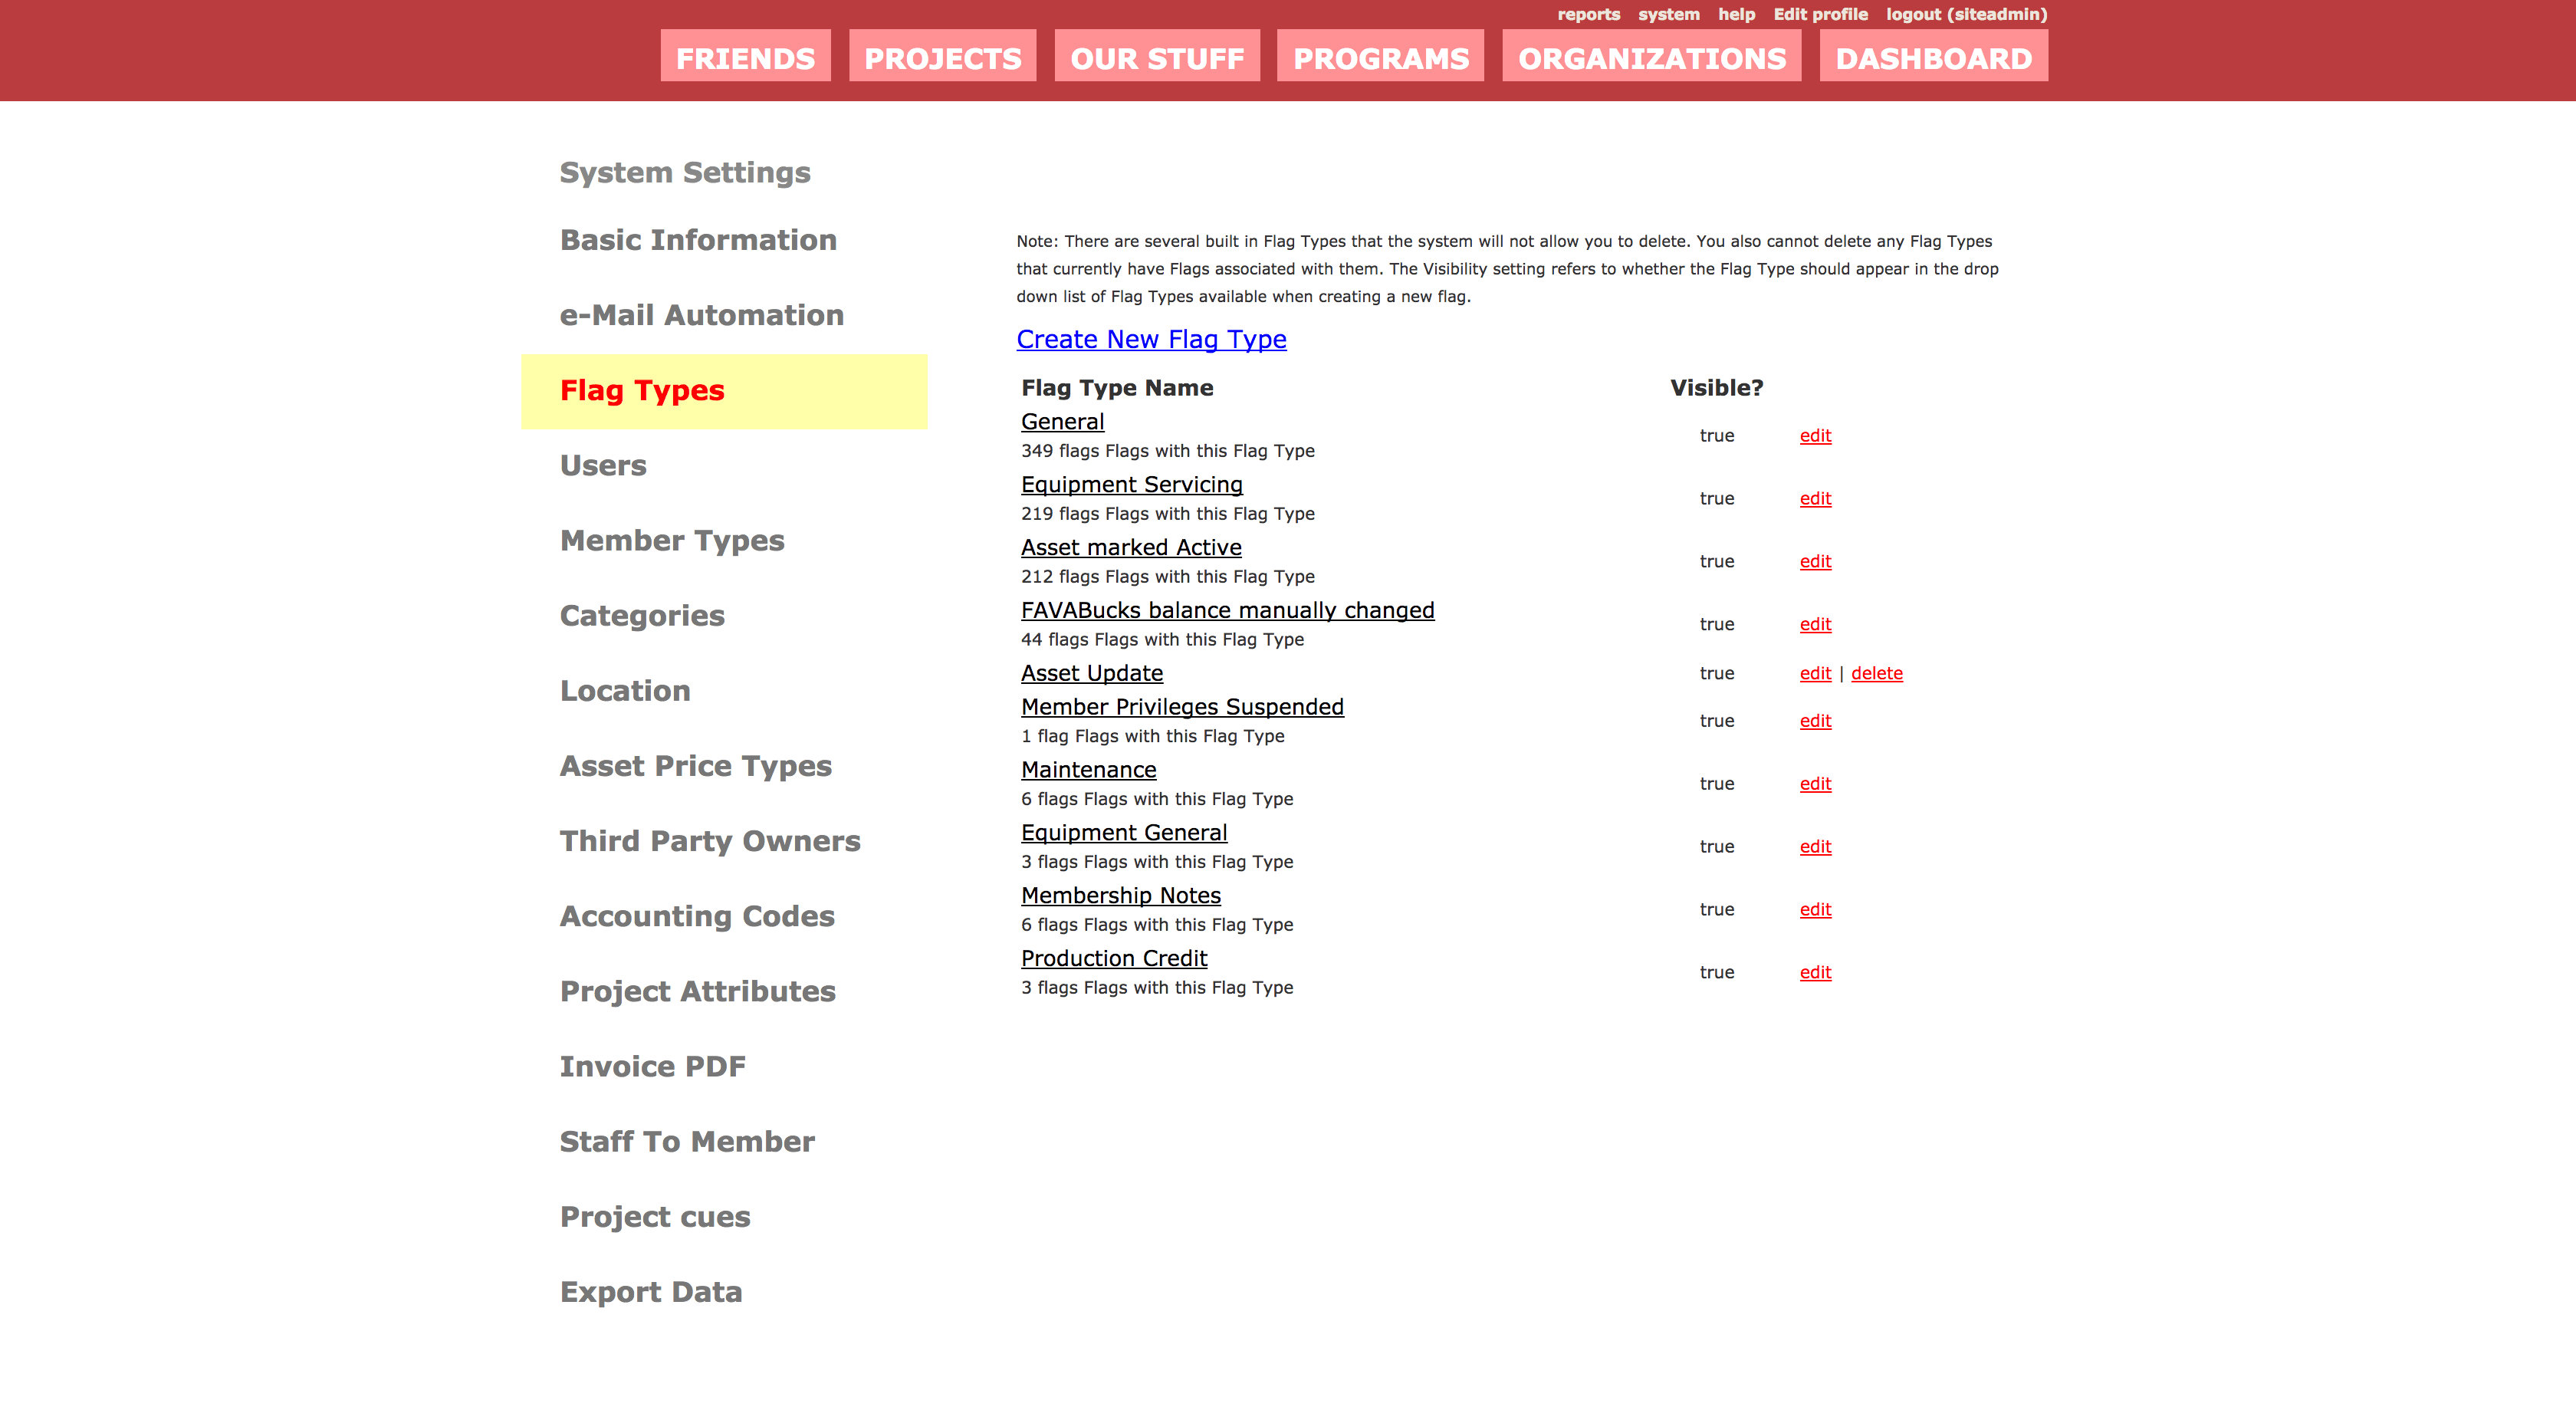 reports system help Edit profile logout (siteadmin)
FRIENDS PROJECTS OUR STUFF PROGRAMS ORGANIZATIONS DASHBOARD
System Settings
Basic Information
e-Mail Automation
Flag Types
Users
Member Types
Categories
Location
Asset Price Types
Third Party Owners
Accounting Codes
Project Attributes
Invoice PDF
Staff To Member
Project cues
Export Data
Note: There are several built in Flag Types that the system will not allow you to delete. You also cannot delete any Flag Types
that currently have Flags associated with them. The Visibility setting refers to whether the Flag Type should appear in the drop
down list of Flag Types available when creating a new flag.
Create New Flag Type
Flag Type Name Visible?
General
349 flags Flags with this Flag Type
true edit
Equipment Servicing
219 flags Flags with this Flag Type
true edit
Asset marked Active
212 flags Flags with this Flag Type
true edit
FAVABucks balance manually changed
44 flags Flags with this Flag Type
true edit
Asset Update true edit | delete
Member Privileges Suspended
1 flag Flags with this Flag Type
true edit
Maintenance
6 flags Flags with this Flag Type
true edit
Equipment General
3 flags Flags with this Flag Type
true edit
Membership Notes
6 flags Flags with this Flag Type
true edit
Production Credit
3 flags Flags with this Flag Type
true edit